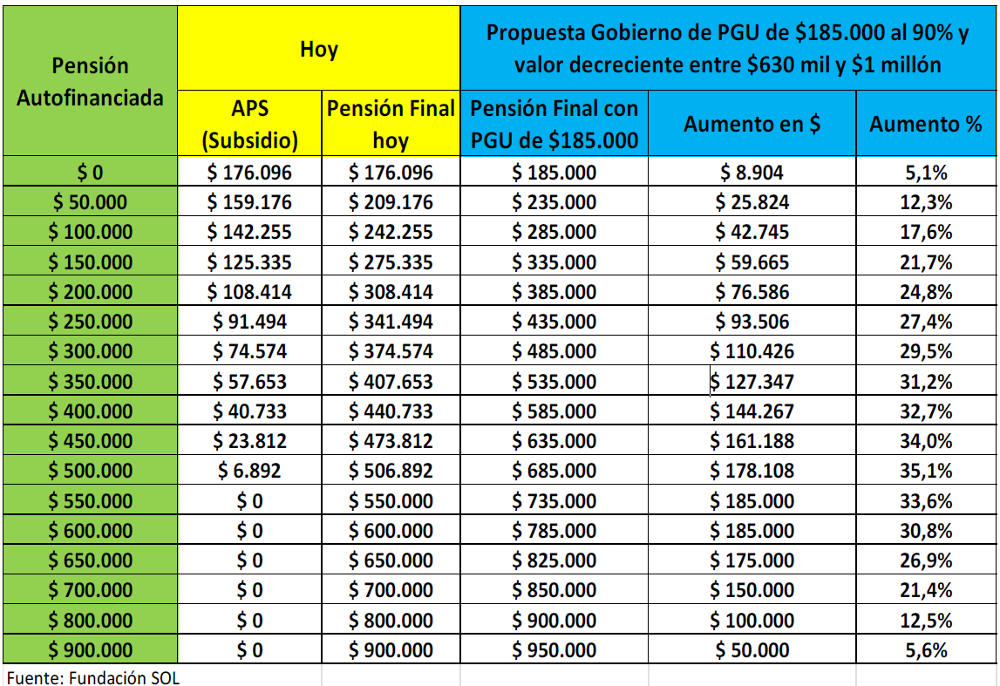 Pensión Autofinanciada
Hoy
Propuesta Gobierno de PGU de $185.000 al 90% y
valor decreciente entre $630 mil y $1 millón
APS (Subsidio) Pensión Final hoy Pensión Final con PGU de $185.000 Aumento en $ Aumento %
$ 0 $ 176.096 $ 176.096 $ 185.000 $ 8.904 5,1%
$ 50.000 $ 159.176 $ 209.176 $ 235.000 $ 25.824 12,3%
$ 100.000 $ 142.255 $ 242.255 $ 285.000 $ 42.745 17,6%
$ 150.000 $ 125.335 $ 275.335 $ 335.000 $ 59.665 21,7%
$ 200.000 $ 108.414 $ 308.414 $ 385.000 $ 76.586 24,8%
$ 250.000 $ 91.494 $ 341.494 $ 435.000 $ 93.506 27,4%
$ 300.000 $ 74.574 $ 374.574 $ 485.000 $ 110.426 29,5%
$ 350.000 $ 57.653 $ 407.653 $ 535.000 $ 127.347 31,2%
$ 400.000 $ 40.733 $ 440.733 $ 585.000 $ 144.267 32,7%
$ 450.000 $ 23.812 $ 473.812 $ 635.000 $ 161.188 34,0%
$ 500.000 $ 6.892 $ 506.892 $ 685.000 $ 178.108 35,1%
$ 550.000 $ 0 $ 550.000 $ 735.000 $ 185.000 33,6%
$ 600.000 $ 0 $ 600.000 $ 785.000 $ 185.000 30,8%
$ 650.000 $ 0 $ 650.000 $ 825.000 $ 175.000 26,9%
$ 700.000 $ 0 $ 700.000 $ 850.000 $ 150.000 21,4%
$ 800.000 $ 0 $ 800.000 $ 900.000 $ 100.000 12,5%
$ 900.000 $ 0 $ 900.000 $ 950.000 $ 50.000 5,6%
Fuente: Fundación SOL